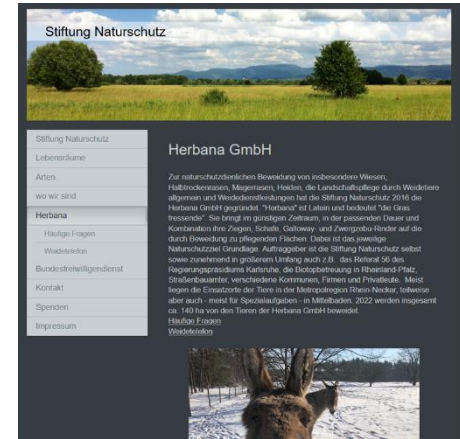 Stiftung Naturschutz
Stiftung Naturschutz
Lebensräume
Arten
wo wir sind
Herbana
Häufige Fragen
Weidetelefon
Bundesfreiwilligendienst
Kontakt
Spenden
Impressum
Herbana GmbH
Zur naturschutzdienlichen Beweidung von insbesondere Wiesen,
Halbtrockenrasen, Magerrasen, Heiden, die Landschaftspflege durch Weidetiere
allgemein und Weidedienstleistungen hat die Stiftung Naturschutz 2016 die
Herbana GmbH gegründet. "Herbana" ist Latein und bedeutet "die Gras
fressende". Sie bringt im günstigen Zeitraum, in der passenden Dauer und
Kombination ihre Ziegen, Schafe, Galloway- und Zwergzebu-Rinder auf die
durch Beweidung zu pflegenden Flächen. Dabei ist das jeweilige
Naturschutzziel Grundlage. Auftraggeber ist die Stiftung Naturschutz selbst
sowie zunehmend in größerem Umfang auch z.B. das Referat 56 des
Regierungspräsidiums Karlsruhe, die Biotopbetreuung in Rheinland-Pfalz,
Straßenbauämter, verschiedene Kommunen, Firmen und Privatleute. Meist
liegen die Einsatzorte der Tiere in der Metropolregion Rhein-Neckar, teilweise
aber auch - meist für Spezialaufgaben - in Mittelbaden. 2022 werden insgesamt
ca. 140 ha von den Tieren der Herbana GmbH beweidet.
Häufige Fragen
Weidetelefon